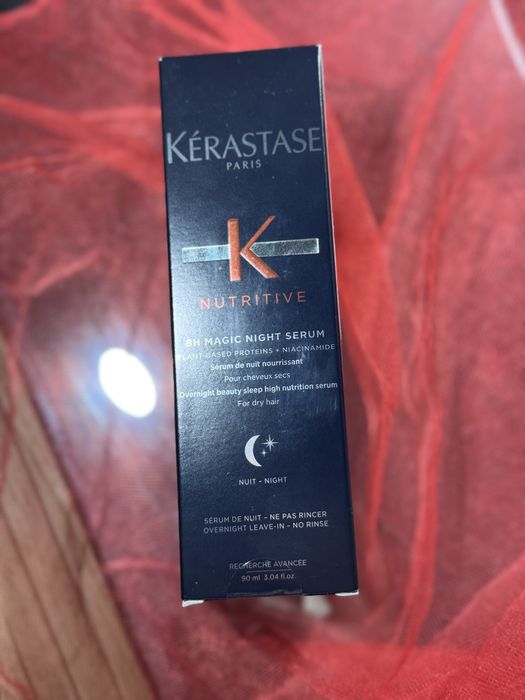 KÉRASTASE
PARIS
K
NUTRITIVE
8H MAGIC NIGHT SERUM
PLANT-BASED PROTEINS + NIACINAMIDE
Sérum de nuit nourrissant
Pour cheveux secs
Overnight beauty sleep high nutrition serum
For dry hair
NUIT - NIGHT
SÉRUM DE NUIT - NE PAS RINCER
OVERNIGHT LEAVE-IN - NO RINSE
RECHERCHE AVANCÉE
90 ml 3.04 fl.oz.